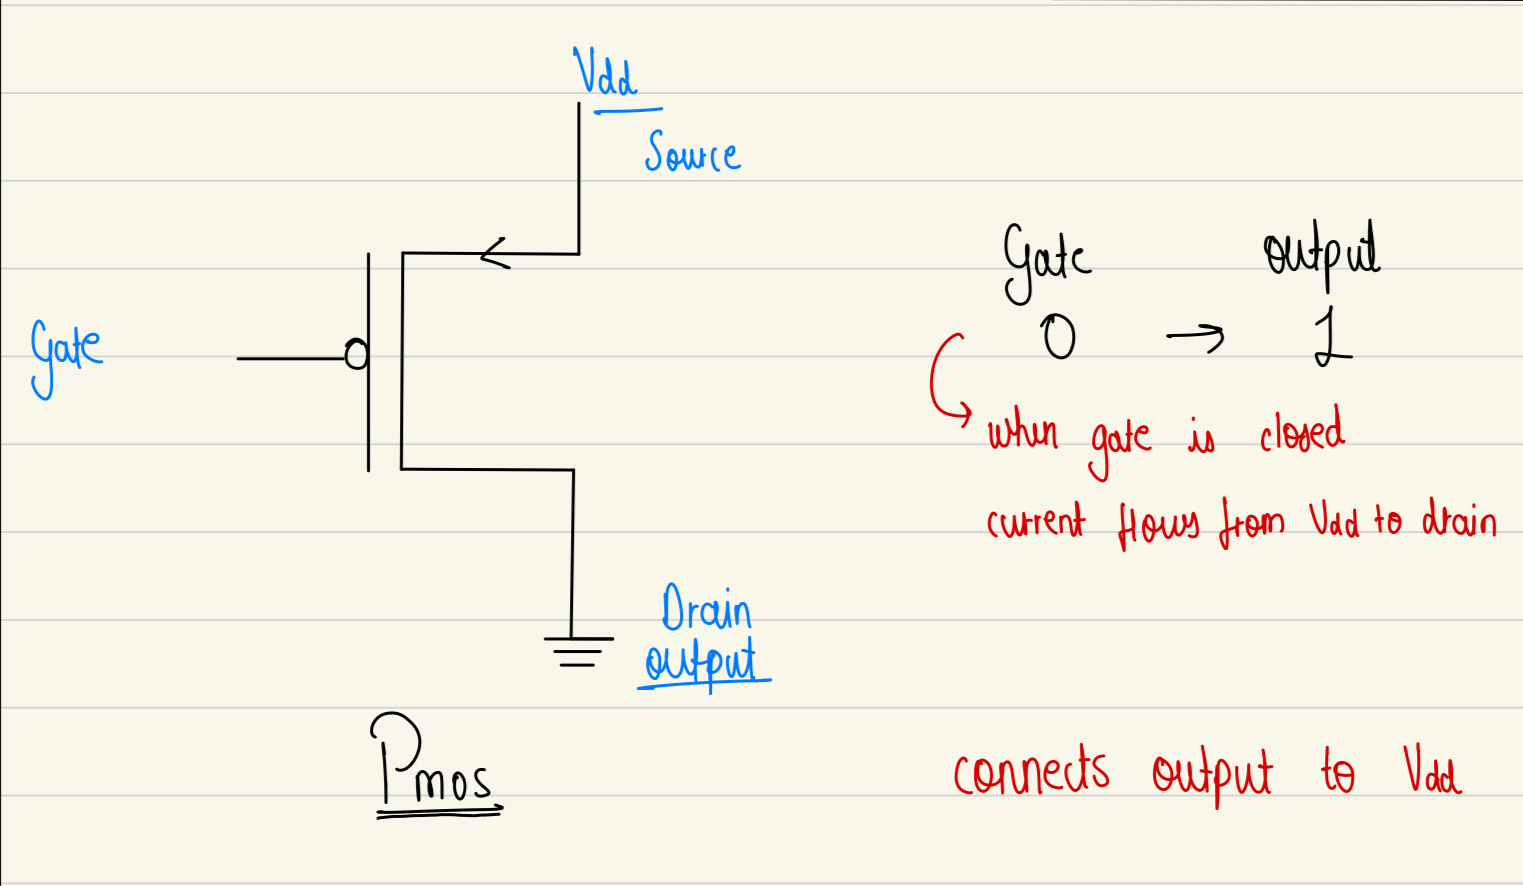 Vdd
Source
Gate
Drain
output
Pmos
Gate output
0 → 1
when gate is closed
current flows from Vdd to drain
connects output to Vdd